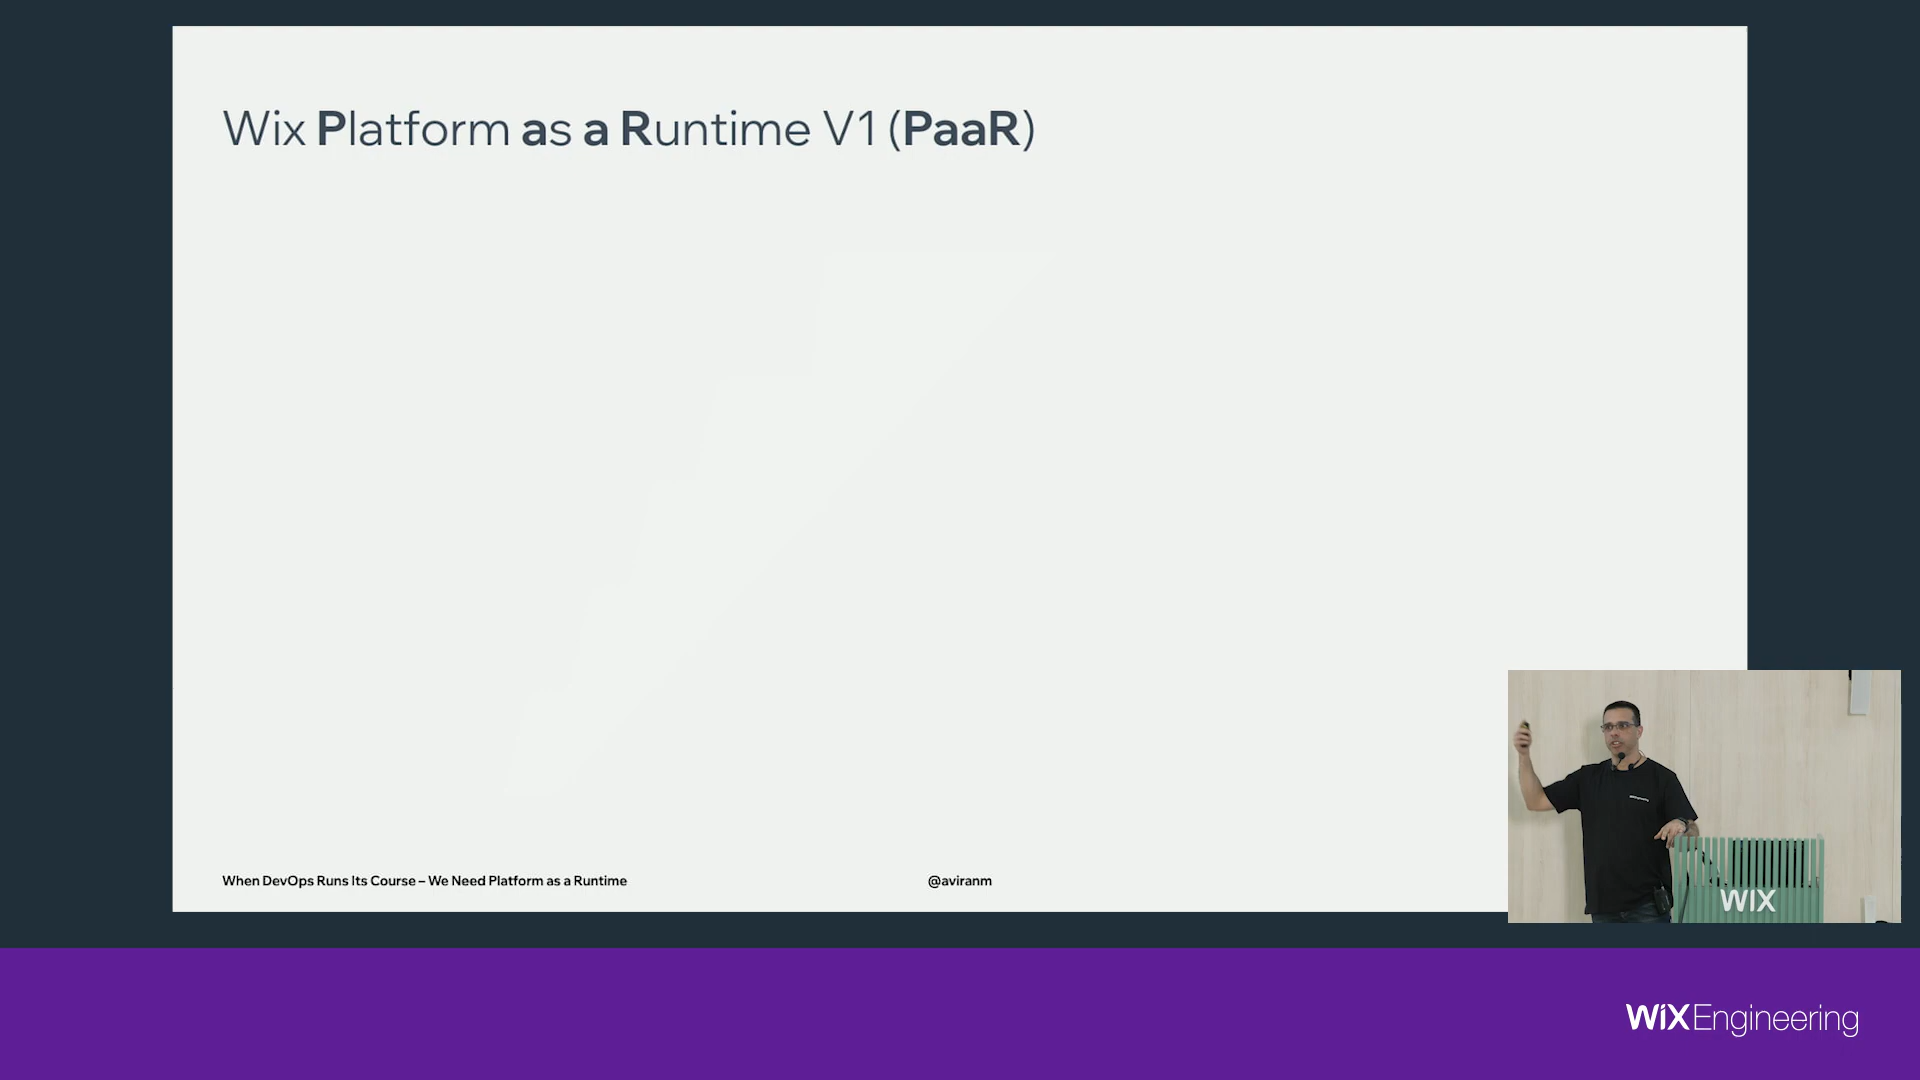 Wix Platform as a Runtime V1 (PaaR)
When DevOps Runs Its Course – We Need Platform as a Runtime
@aviranm
WIX
WiX Engineering